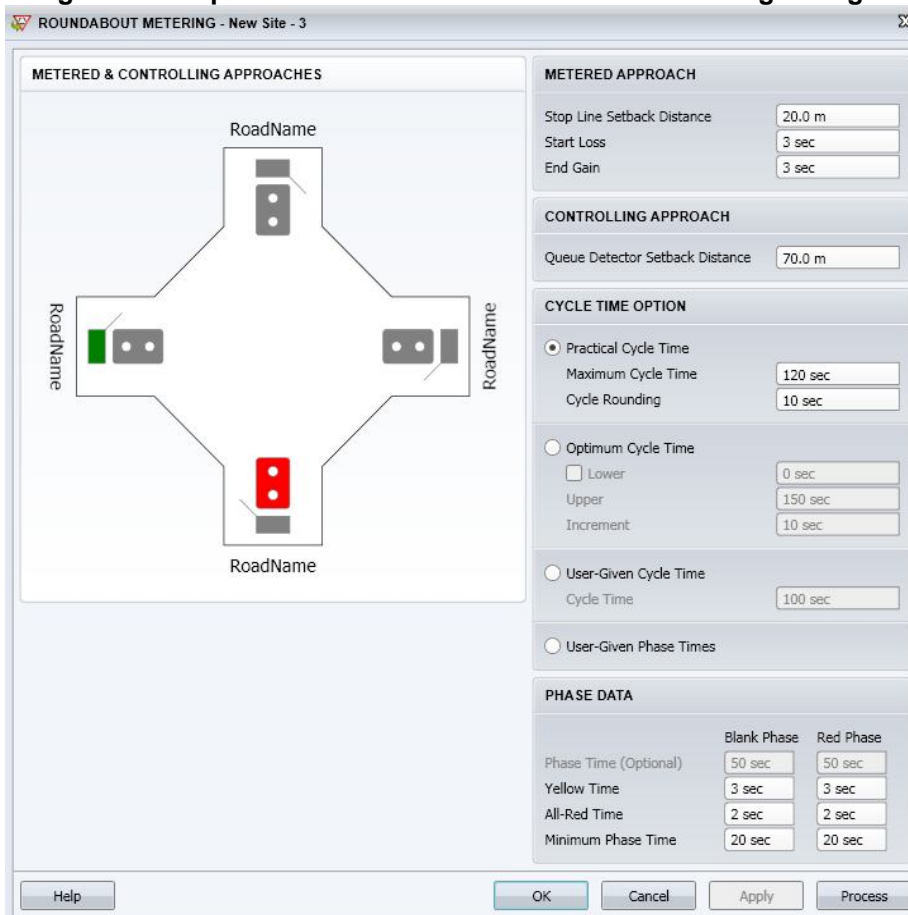 ROUNDABOUT METERING - New Site - 3
METERED & CONTROLLING APPROACHES
RoadName
RoadName
RoadName
RoadName
METERED APPROACH
Stop Line Setback Distance 20.0 m
Start Loss 3 sec
End Gain 3 sec
CONTROLLING APPROACH
Queue Detector Setback Distance 70.0 m
CYCLE TIME OPTION
Practical Cycle Time
Maximum Cycle Time 120 sec
Cycle Rounding 10 sec
Optimum Cycle Time
Lower 0 sec
Upper 150 sec
Increment 10 sec
User-Given Cycle Time
Cycle Time 100 sec
User-Given Phase Times
PHASE DATA
Blank Phase Red Phase
Phase Time (Optional) 50 sec 50 sec
Yellow Time 3 sec 3 sec
All-Red Time 2 sec 2 sec
Minimum Phase Time 20 sec 20 sec
Help OK Cancel Apply Process